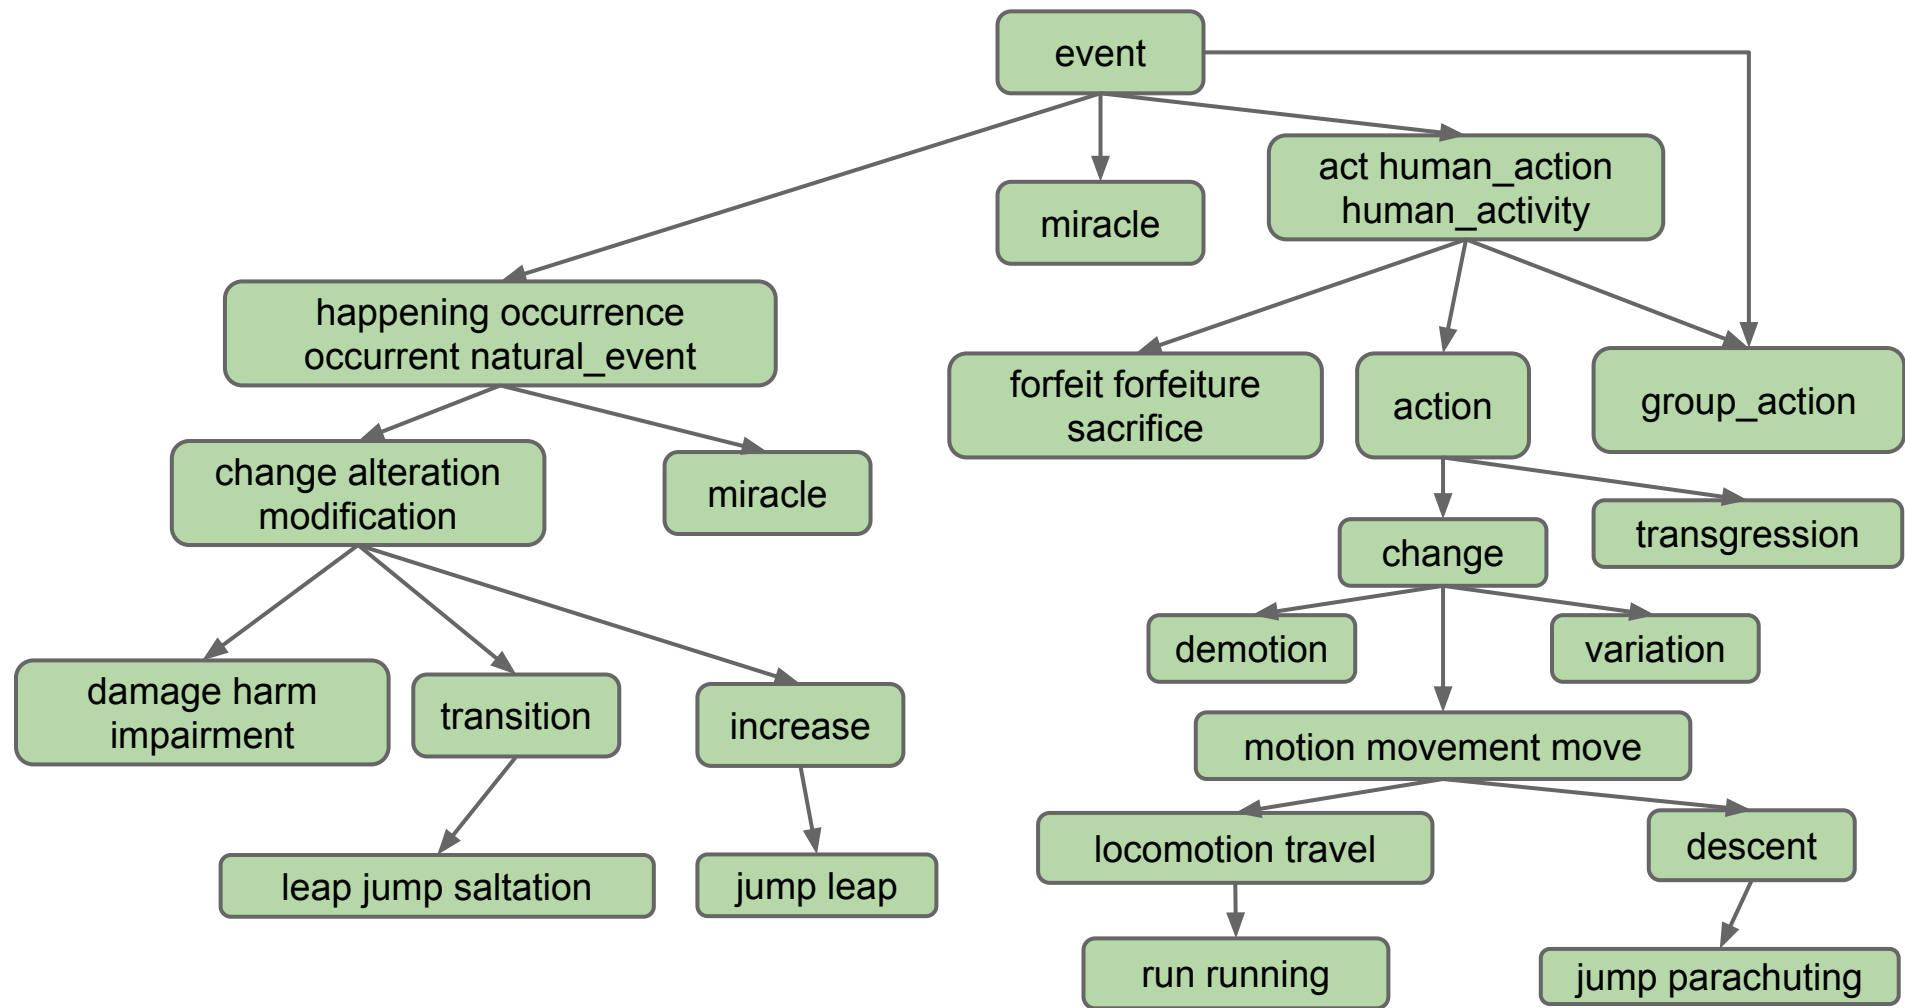 event
act human_action
human_activity
miracle
happening occurrence
occurrent natural_event
forfeit forfeiture
sacrifice
action
group_action
change alteration
modification
miracle
transgression
change
demotion
variation
damage harm
impairment
transition
increase
motion movement move
locomotion travel
descent
leap jump saltation
jump leap
run running
jump parachuting